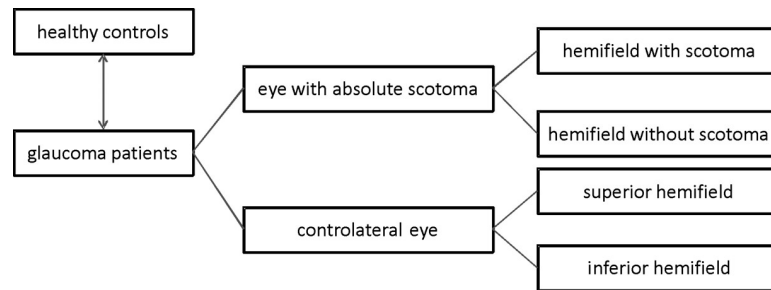 healthy controls
glaucoma patients
eye with absolute scotoma
controlateral eye
hemifield with scotoma
hemifield without scotoma
superior hemifield
inferior hemifield